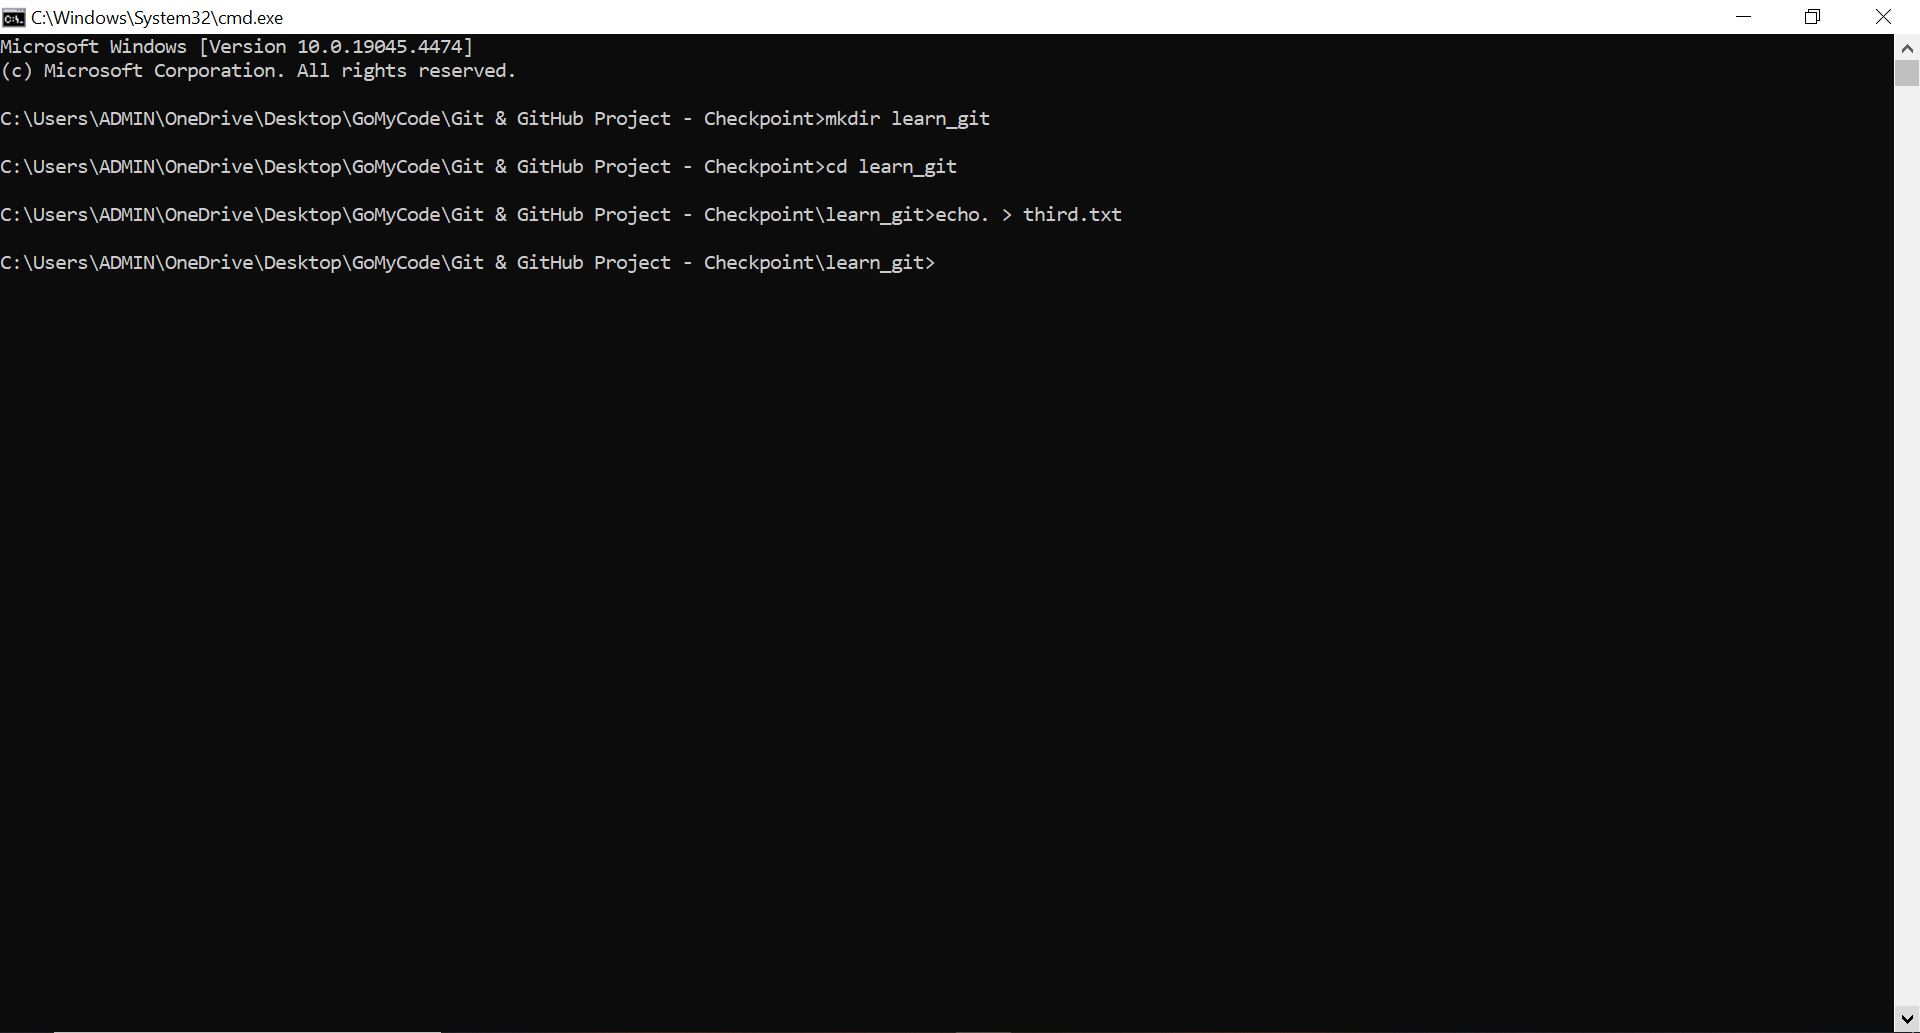 C:\Windows\System32\cmd.exe
Microsoft Windows [Version 10.0.19045.4474]
(c) Microsoft Corporation. All rights reserved.
C:\Users\ADMIN\OneDrive\Desktop\GoMyCode\Git & GitHub Project - Checkpoint>mkdir learn_git
C:\Users\ADMIN\OneDrive\Desktop\GoMyCode\Git & GitHub Project - Checkpoint>cd learn_git
C:\Users\ADMIN\OneDrive\Desktop\GoMyCode\Git & GitHub Project - Checkpoint\learn_git>echo. > third.txt
C:\Users\ADMIN\OneDrive\Desktop\GoMyCode\Git & GitHub Project - Checkpoint\learn_git>